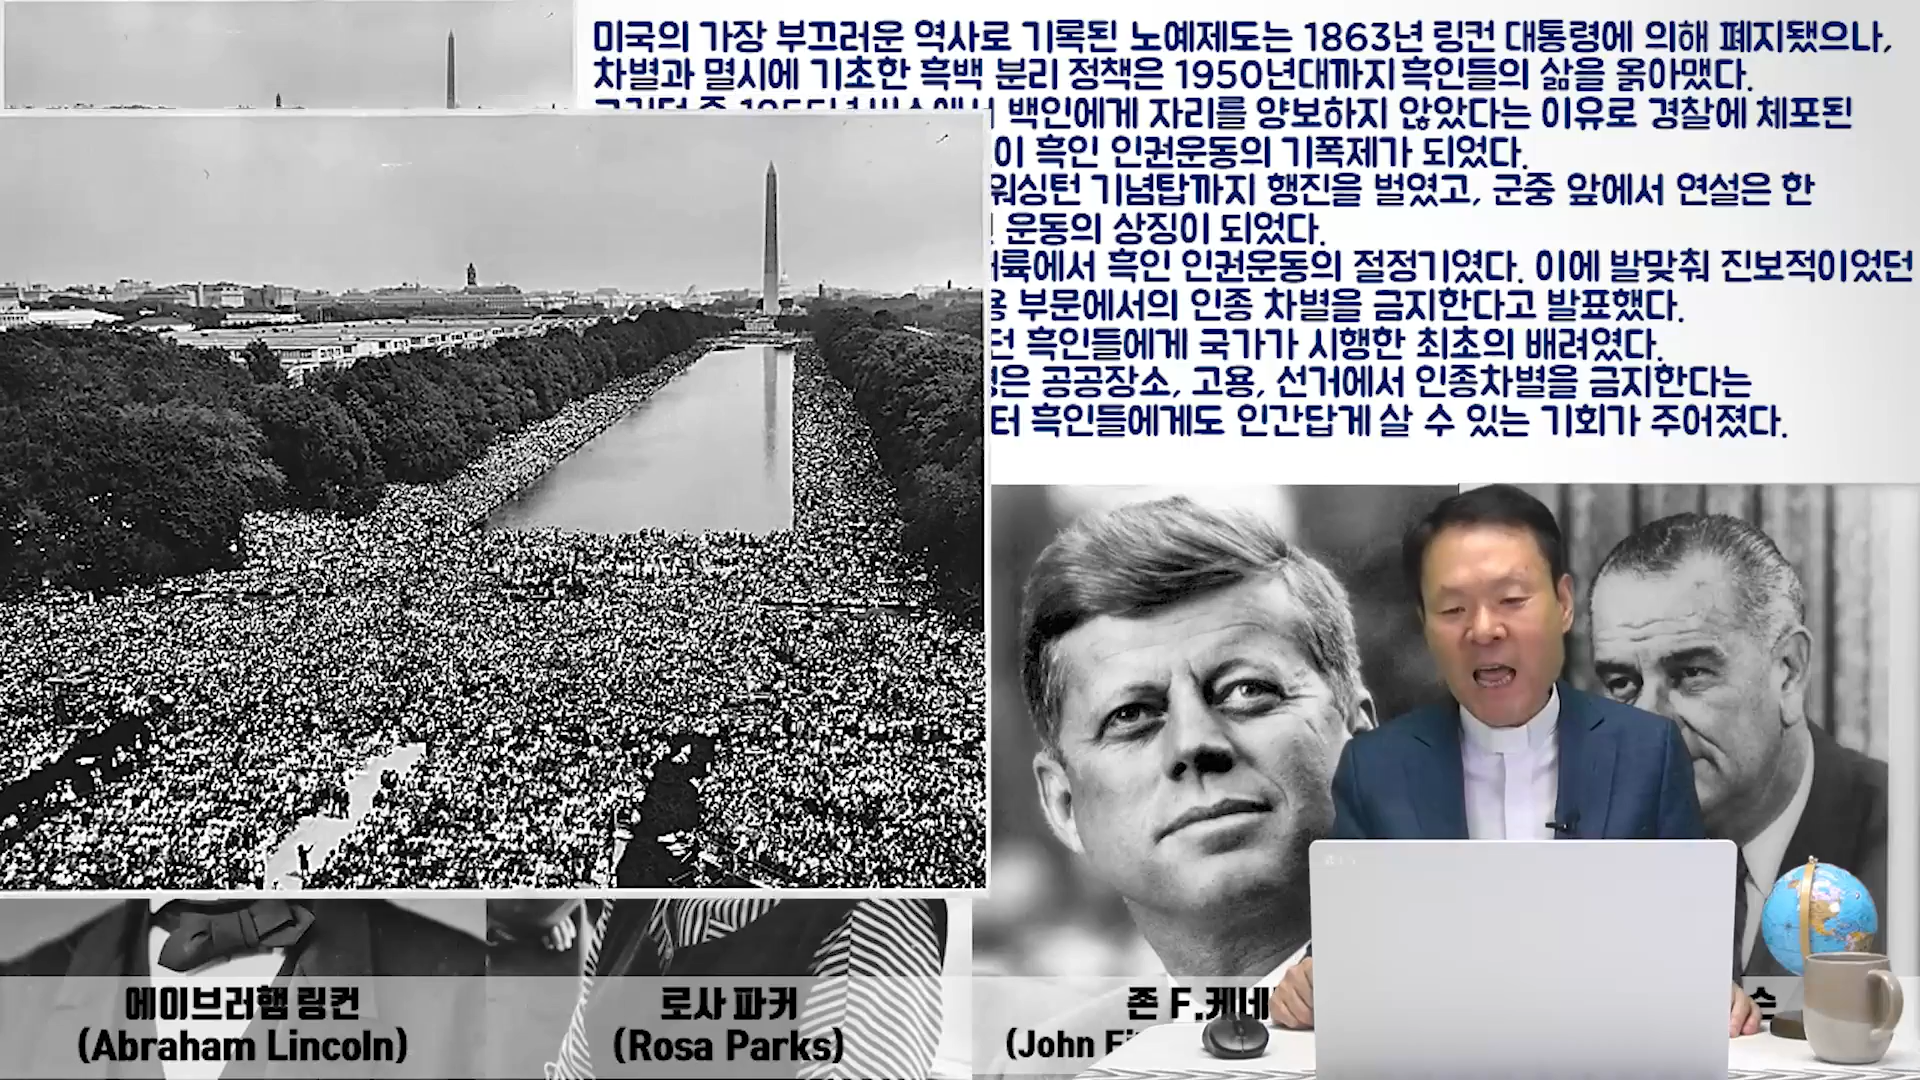 미국의 가장 부끄러운 역사로 기록된 노예제도는 1863년 링컨 대통령에 의해 폐지됐으나,
차별과 멸시에 기초한 흑백 분리 정책은 1950년대까지 흑인들의 삶을 옭아맸다.
백인에게 자리를 양보하지 않았다는 이유로 경찰에 체포된
이 흑인 인권운동의 기폭제가 되었다.
워싱턴 기념탑까지 행진을 벌였고, 군중 앞에서 연설은 한
운동의 상징이 되었다.
흑인 인권운동의 절정기였다. 이에 발맞춰 진보적이었던
부문에서의 인종 차별을 금지한다고 발표했다.
흑인들에게 국가가 시행한 최초의 배려였다.
공공장소, 고용, 선거에서 인종차별을 금지한다는
흑인들에게도 인간답게 살 수 있는 기회가 주어졌다.
에이브러햄 링컨
(Abraham Lincoln)
로사 파커
(Rosa Parks)
존 F.케네
(John